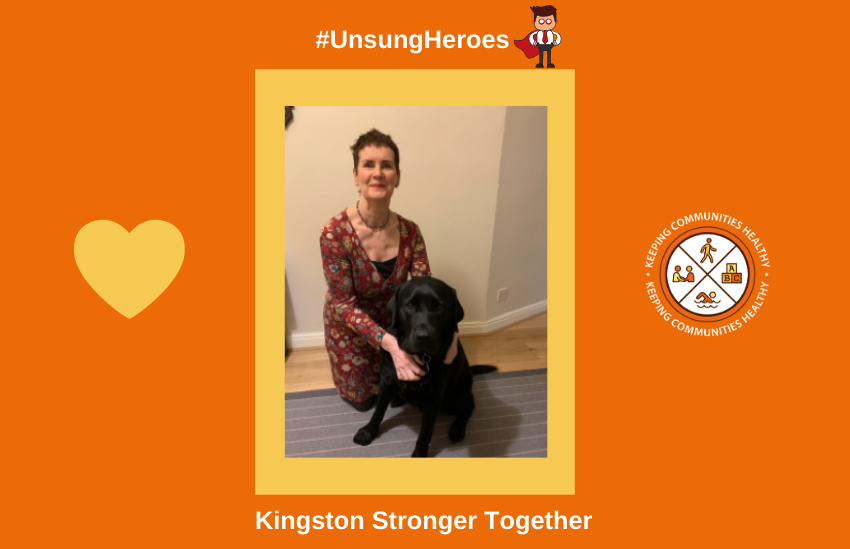 #UnsungHeroes
KEEPING COMMUNITIES HEALTHY
A
B C
KEEPING COMMUNITIES HEALTHY
Kingston Stronger Together